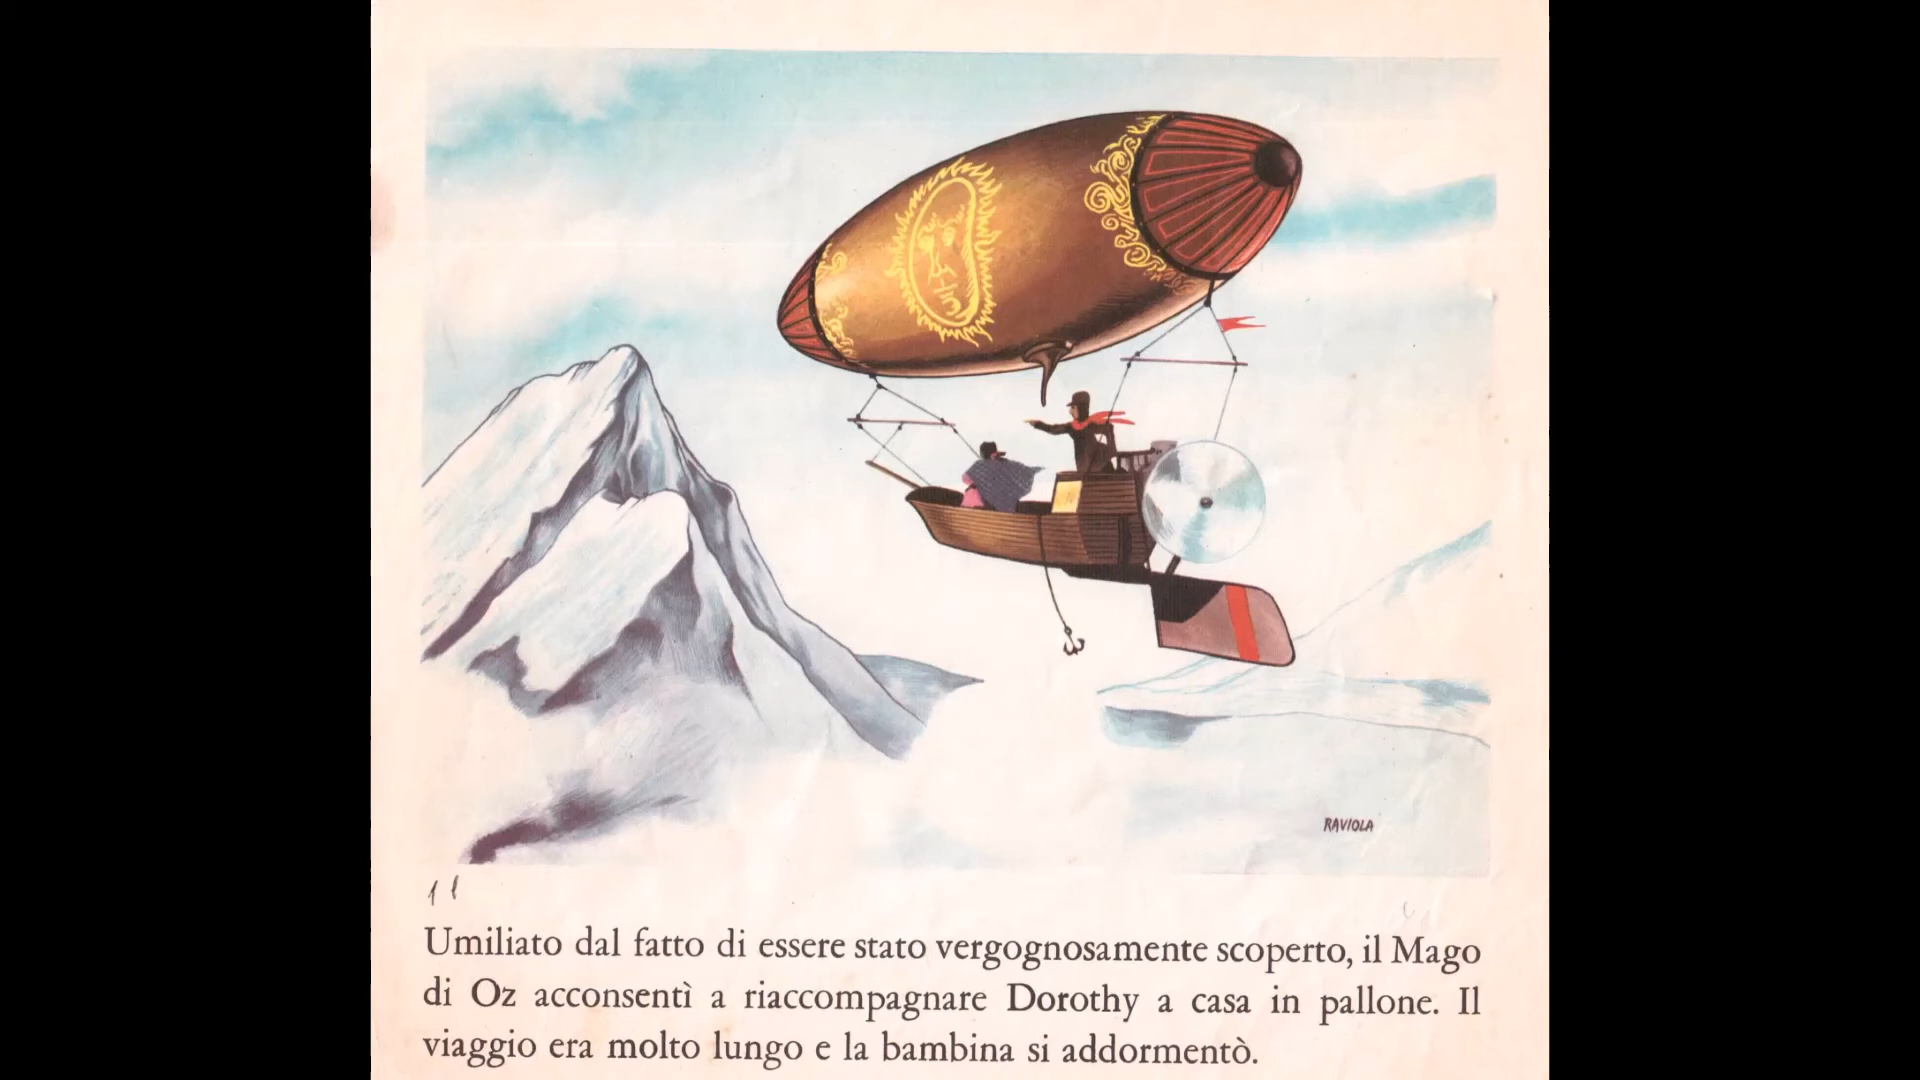 RAVIOLA
11
Umiliato dal fatto di essere stato vergognosamente scoperto, il Mago
di Oz acconsentì a riaccompagnare Dorothy a casa in pallone. Il
viaggio era molto lungo e la bambina si addormentò.